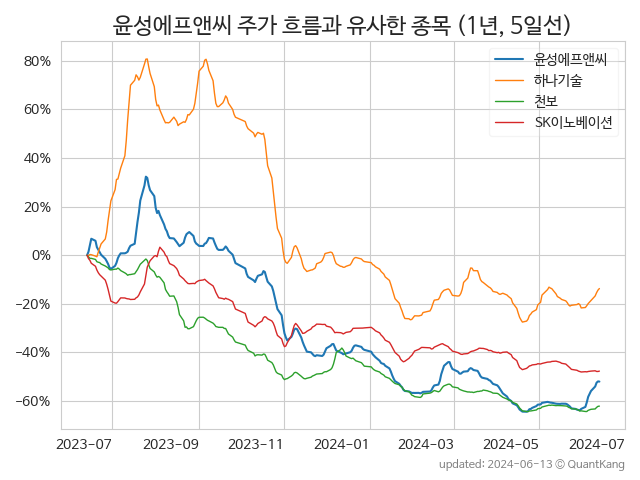 윤성에프앤씨 주가 흐름과 유사한 종목 (1년, 5일선)
윤성에프앤씨
하나기술
천보
SK이노베이션
80%
60%
40%
20%
0%
−20%
−40%
−60%
2023-07 2023-09 2023-11 2024-01 2024-03 2024-05 2024-07
updated: 2024-06-13 © QuantKang